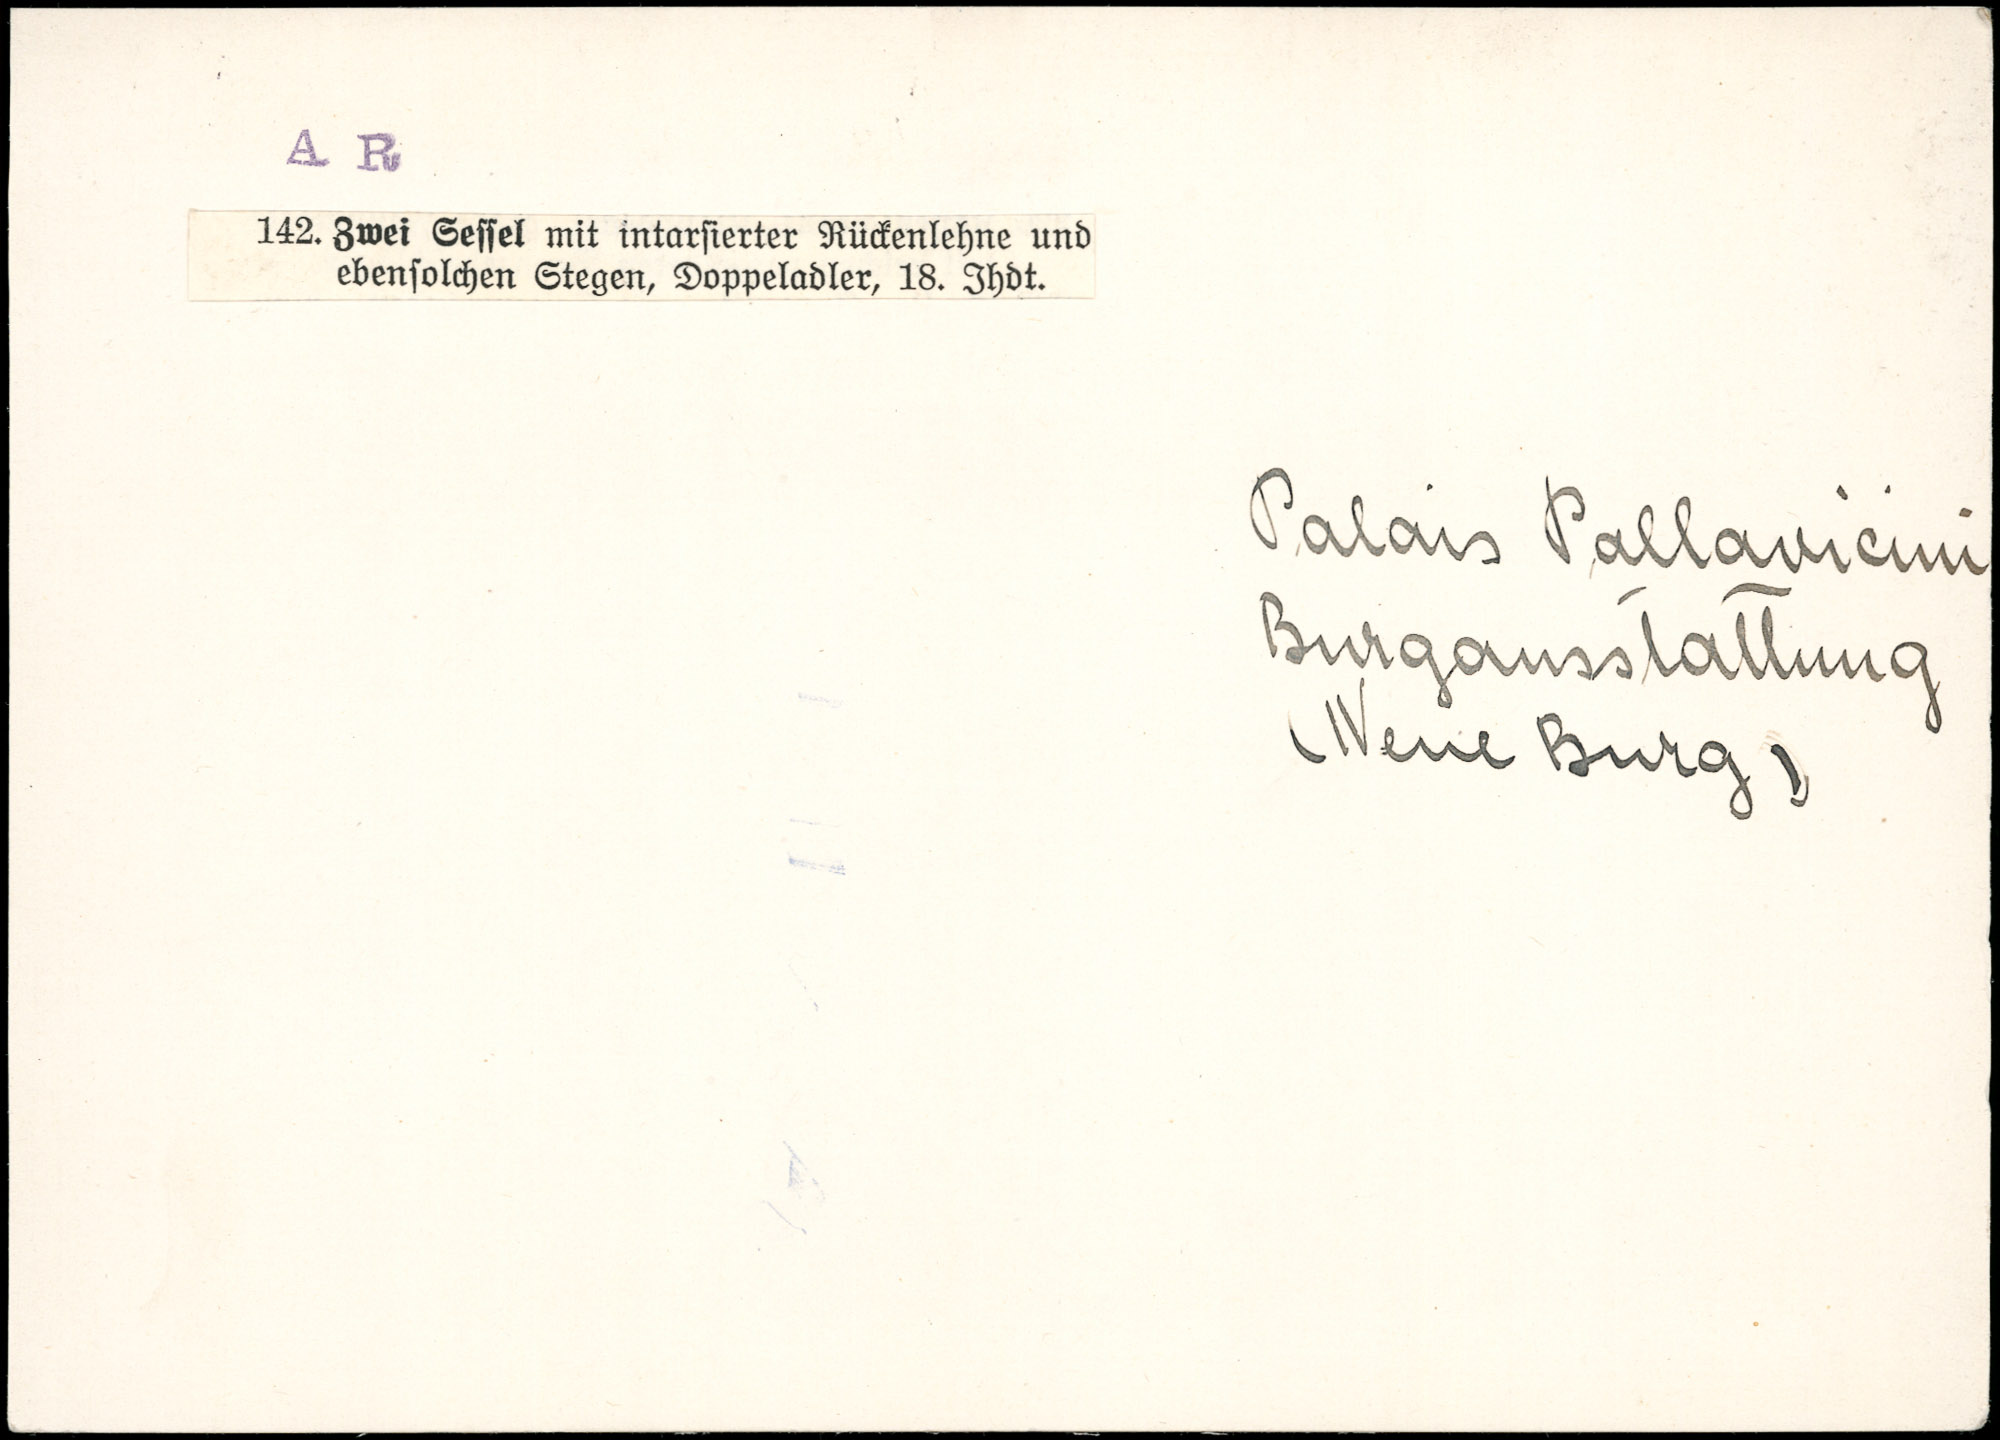 A R
142. Zwei Sessel mit intarsierter Rückenlehne und
ebensolchen Stegen, Doppeladler, 18. Jhdt.
Palais Pallavicini
Burgausstattung
(Neue Burg)